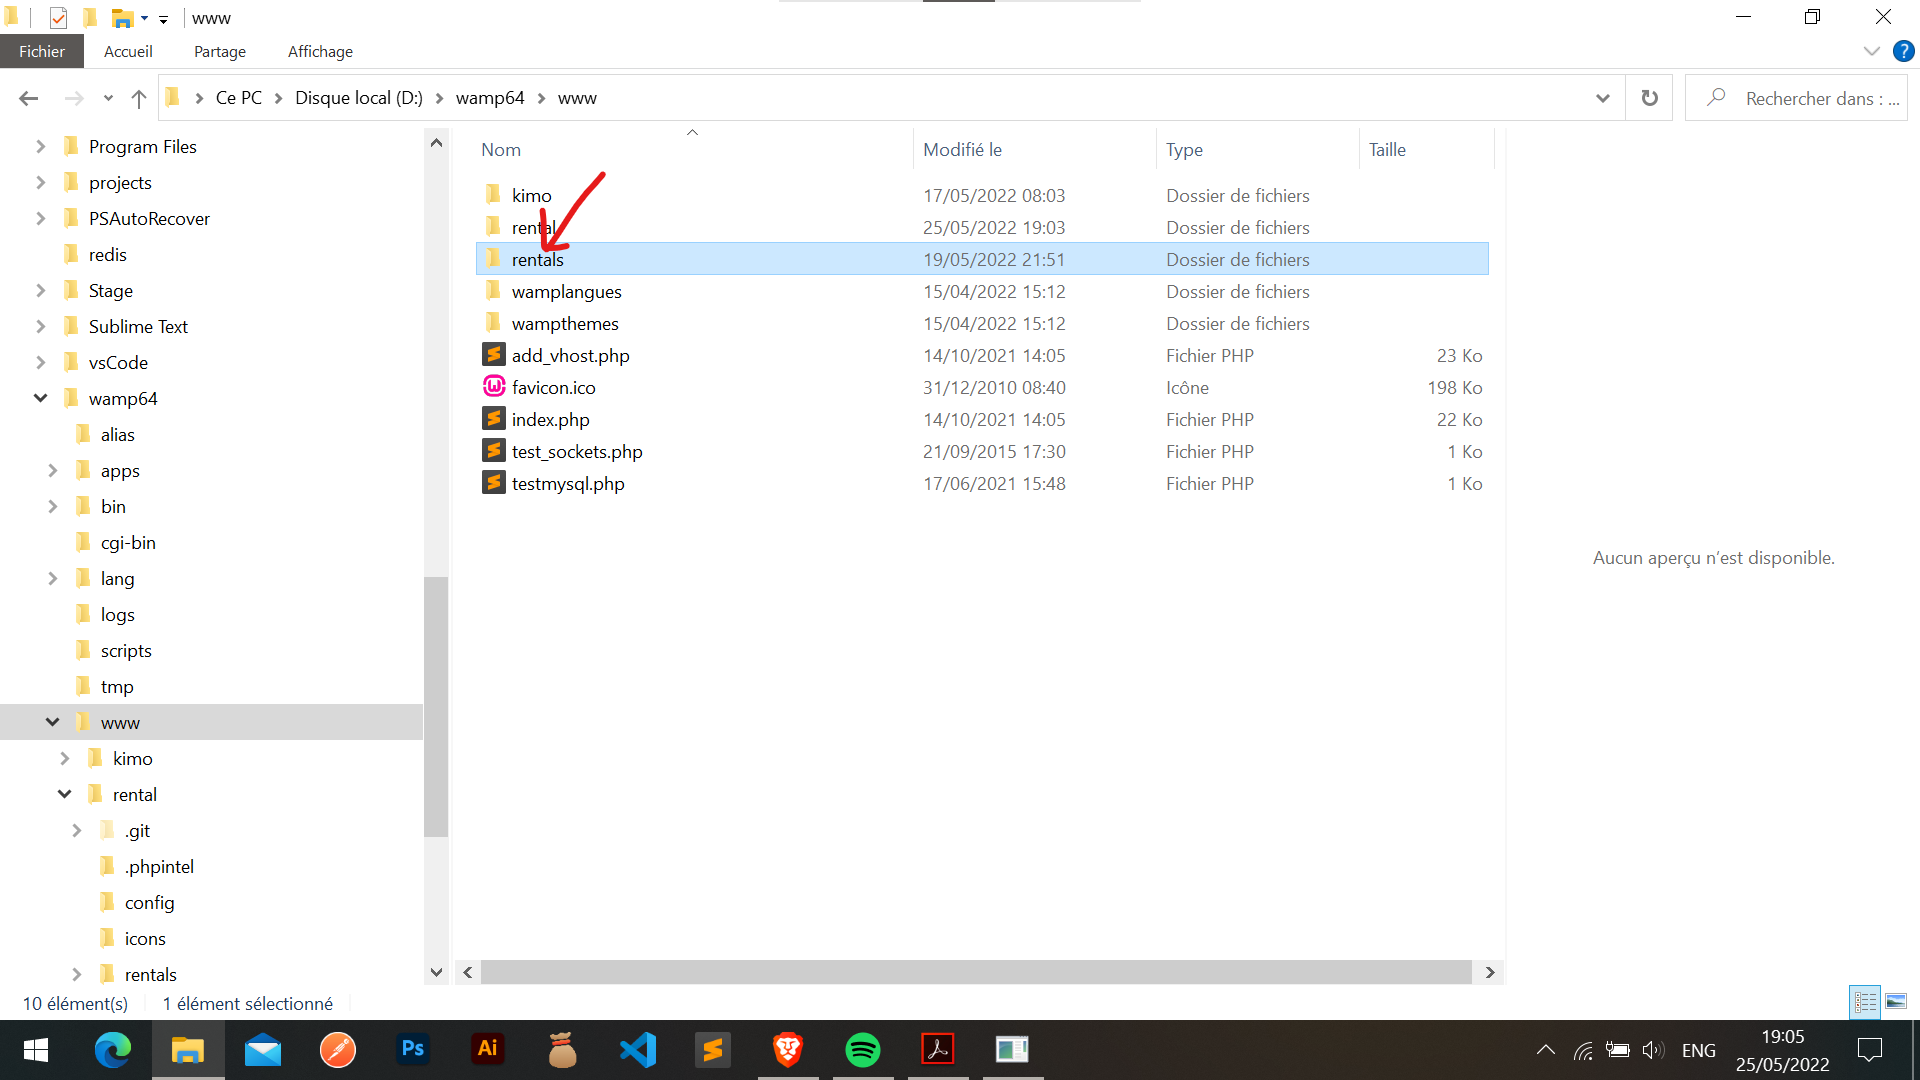 www
Fichier Accueil Partage Affichage ?
Ce PC > Disque local (D:) > wamp64 > www
Rechercher dans : ...
Program Files
projects
PSAutoRecover
redis
Stage
Sublime Text
vsCode
wamp64
alias
apps
bin
cgi-bin
lang
logs
scripts
tmp
www
kimo
rental
.git
.phpintel
config
icons
rentals
Nom Modifié le Type Taille
kimo 17/05/2022 08:03 Dossier de fichiers
rental 25/05/2022 19:03 Dossier de fichiers
rentals 19/05/2022 21:51 Dossier de fichiers
wamplangues 15/04/2022 15:12 Dossier de fichiers
wampthemes 15/04/2022 15:12 Dossier de fichiers
add_vhost.php 14/10/2021 14:05 Fichier PHP 23 Ko
favicon.ico 31/12/2010 08:40 Icône 198 Ko
index.php 14/10/2021 14:05 Fichier PHP 22 Ko
test_sockets.php 21/09/2015 17:30 Fichier PHP 1 Ko
testmysql.php 17/06/2021 15:48 Fichier PHP 1 Ko
Aucun aperçu n’est disponible.
10 élément(s) 1 élément sélectionné
Ps Ai ENG 19:05
25/05/2022